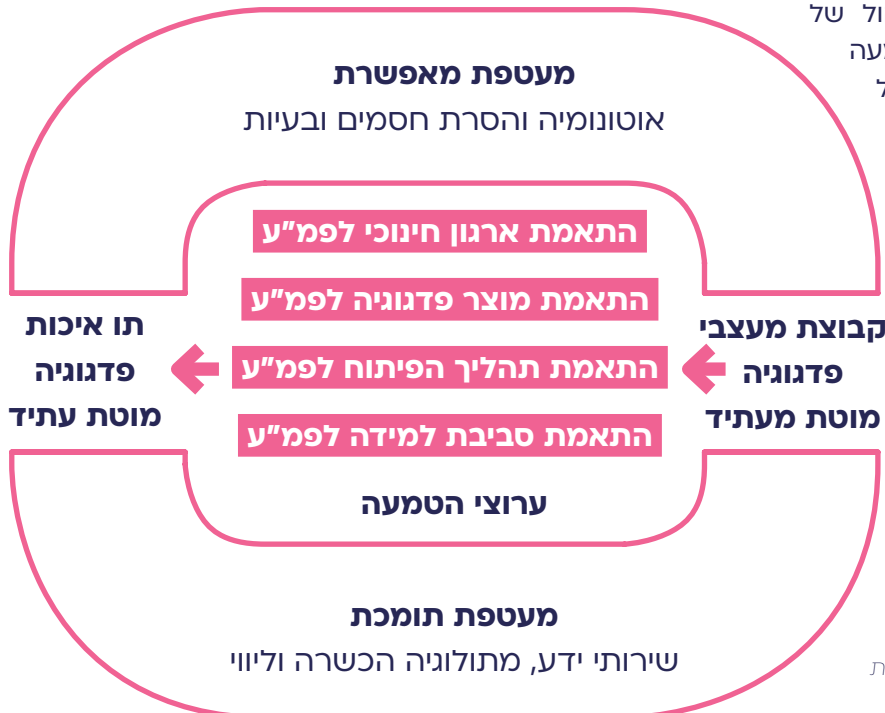 של
מעטפת מאפשרת
אוטונומיה והסרת חסמים ובעיות
התאמת ארגון חינוכי לפמ"ע
התאמת מוצר פדגוגיה לפמ"ע
התאמת תהליך הפיתוח לפמ"ע
התאמת סביבת למידה לפמ"ע
ערוצי הטמעה
קבוצת מעצבי
פדגוגיה
מוטת מעתיד
תו איכות
פדגוגיה
מוטת עתיד
מעטפת תומכת
שירותי ידע, מתולוגיה הכשרה וליווי